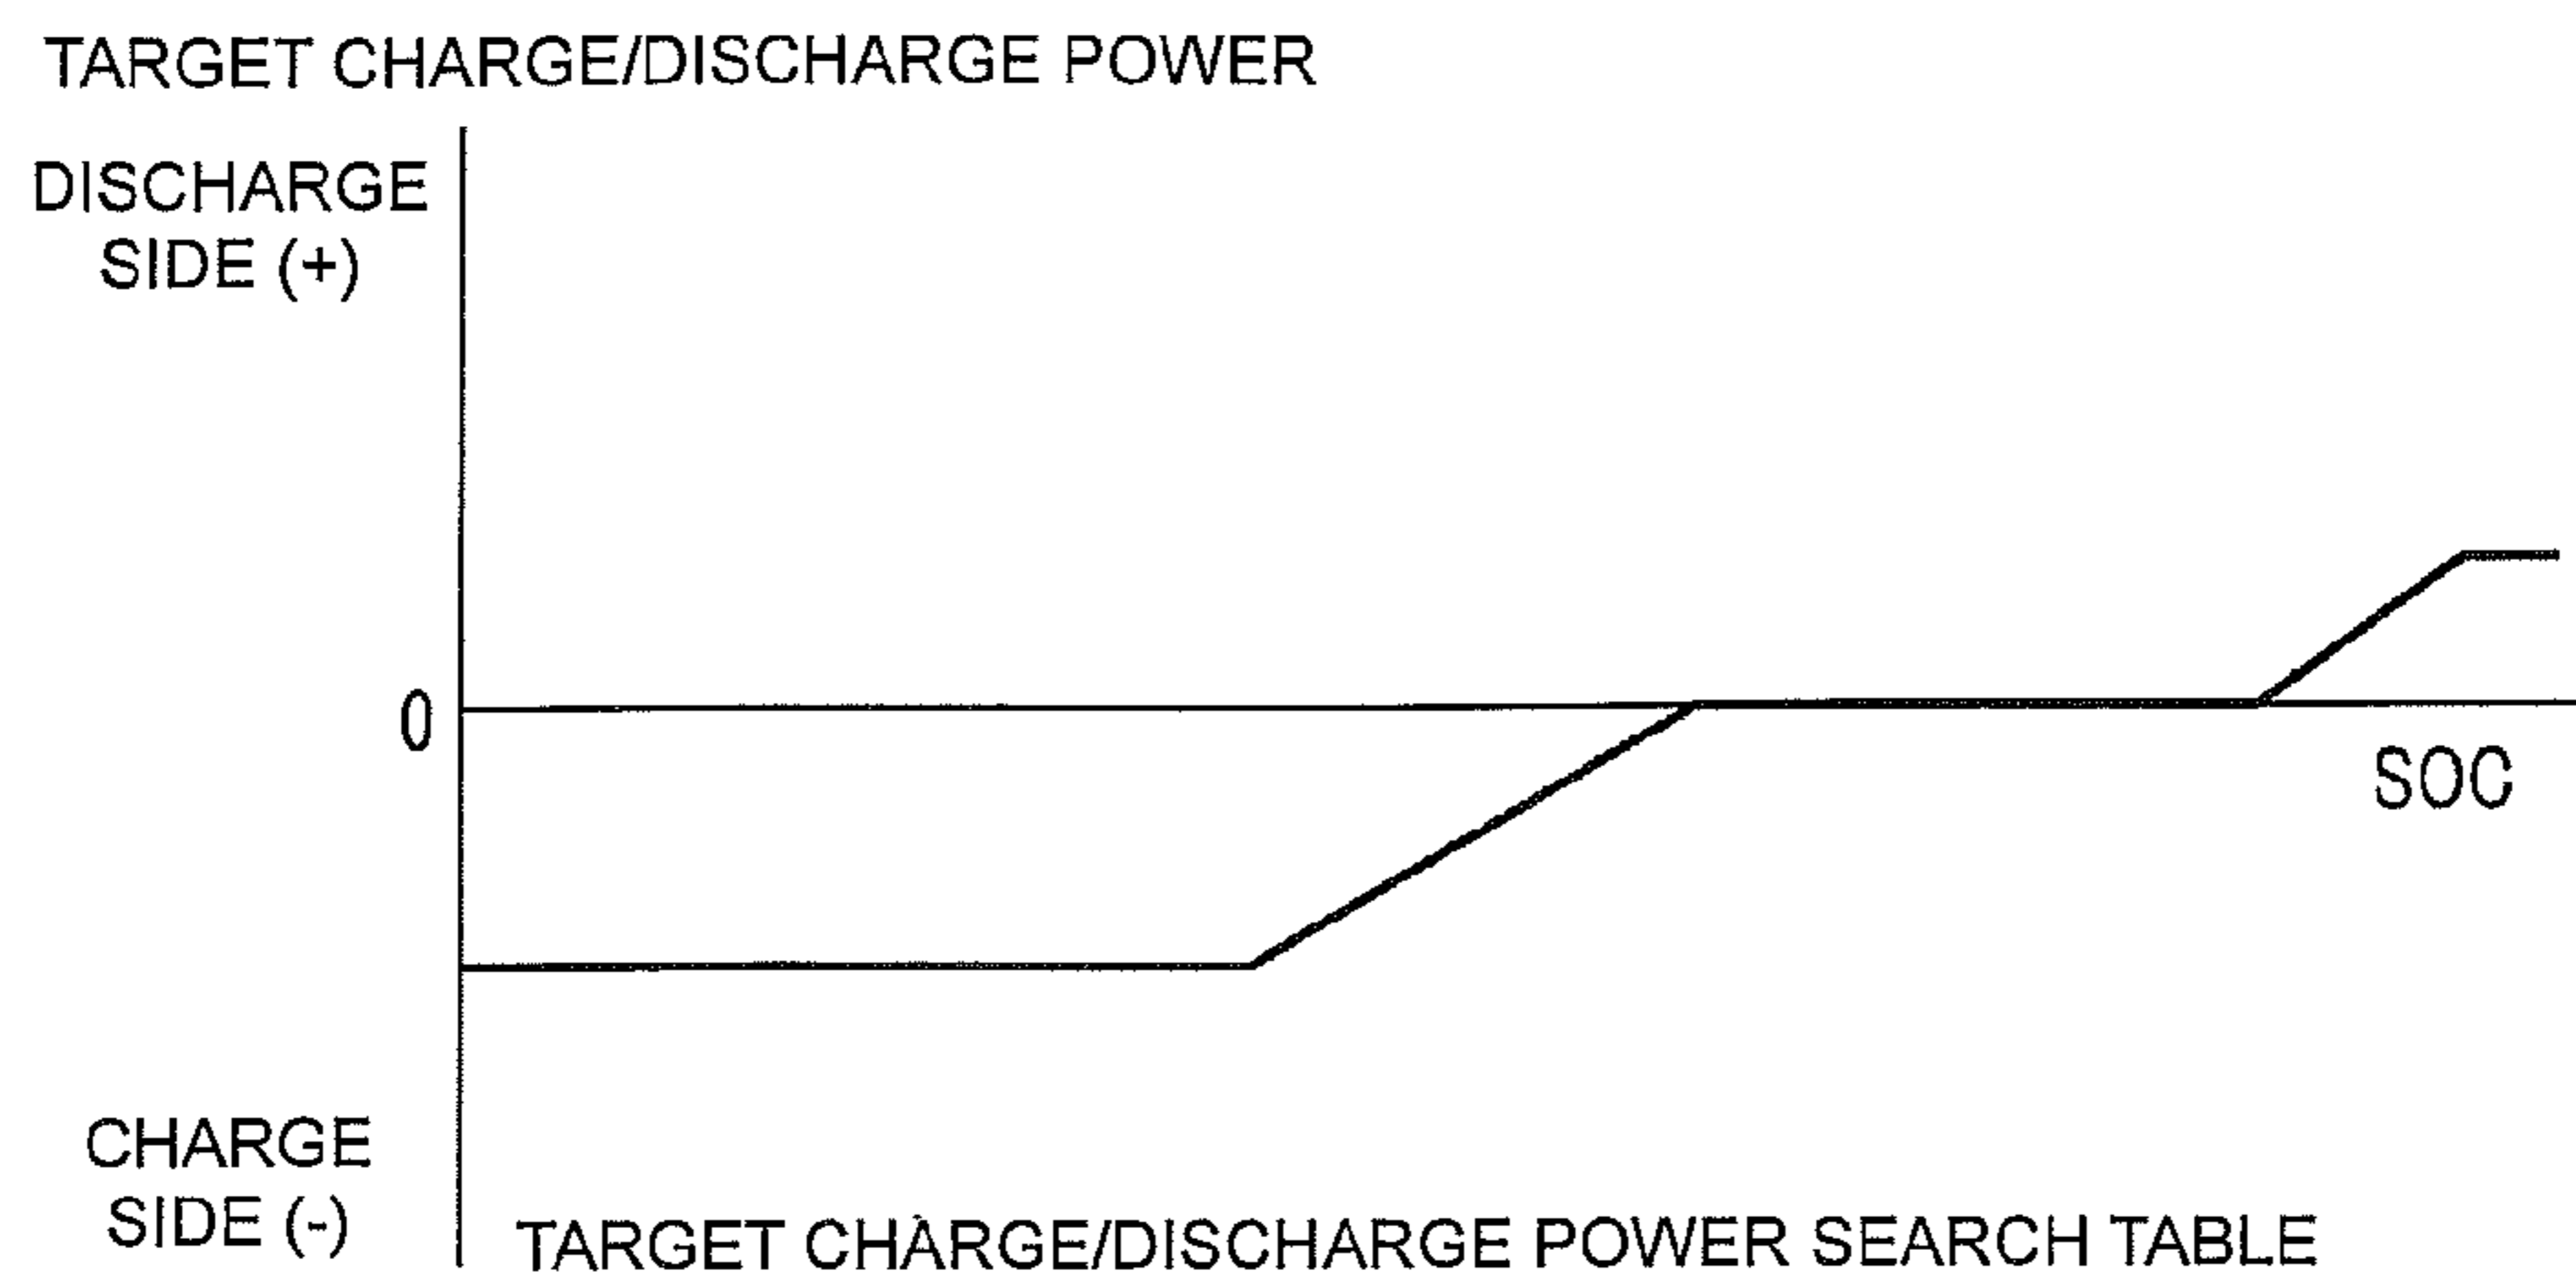 TARGET CHARGE/DISCHARGE POWER
DISCHARGE
SIDE (+)
0
SOC
CHARGE
SIDE (-)
TARGET CHARGE/DISCHARGE POWER SEARCH TABLE